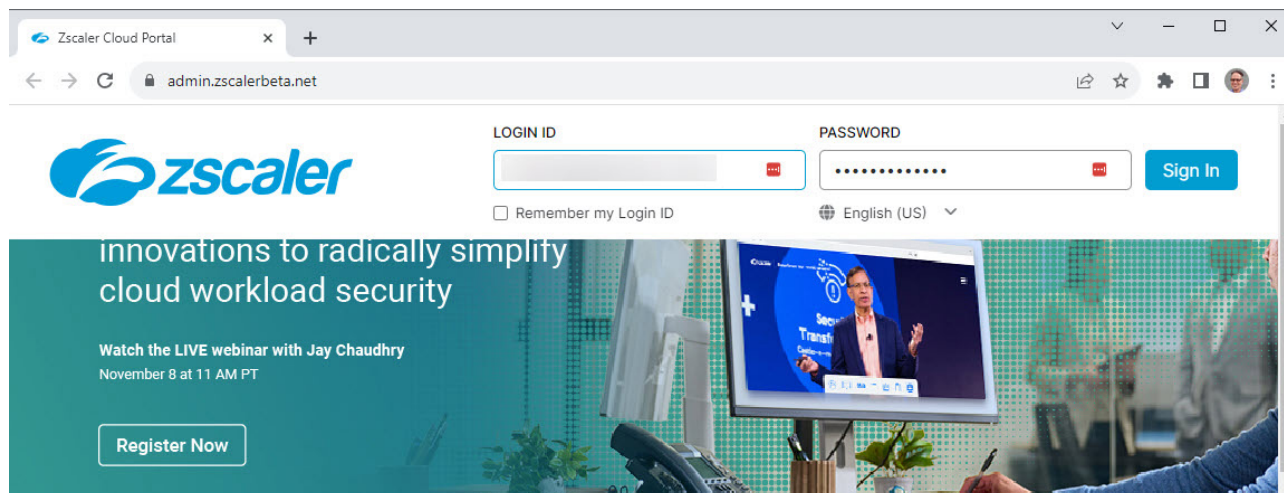 Zscaler Cloud Portal
admin.zscalerbeta.net
zscaler
LOGIN ID
PASSWORD
Sign In
Remember my Login ID
English (US)
innovations to radically simplify
cloud workload security
Watch the LIVE webinar with Jay Chaudhry
November 8 at 11 AM PT
Register Now